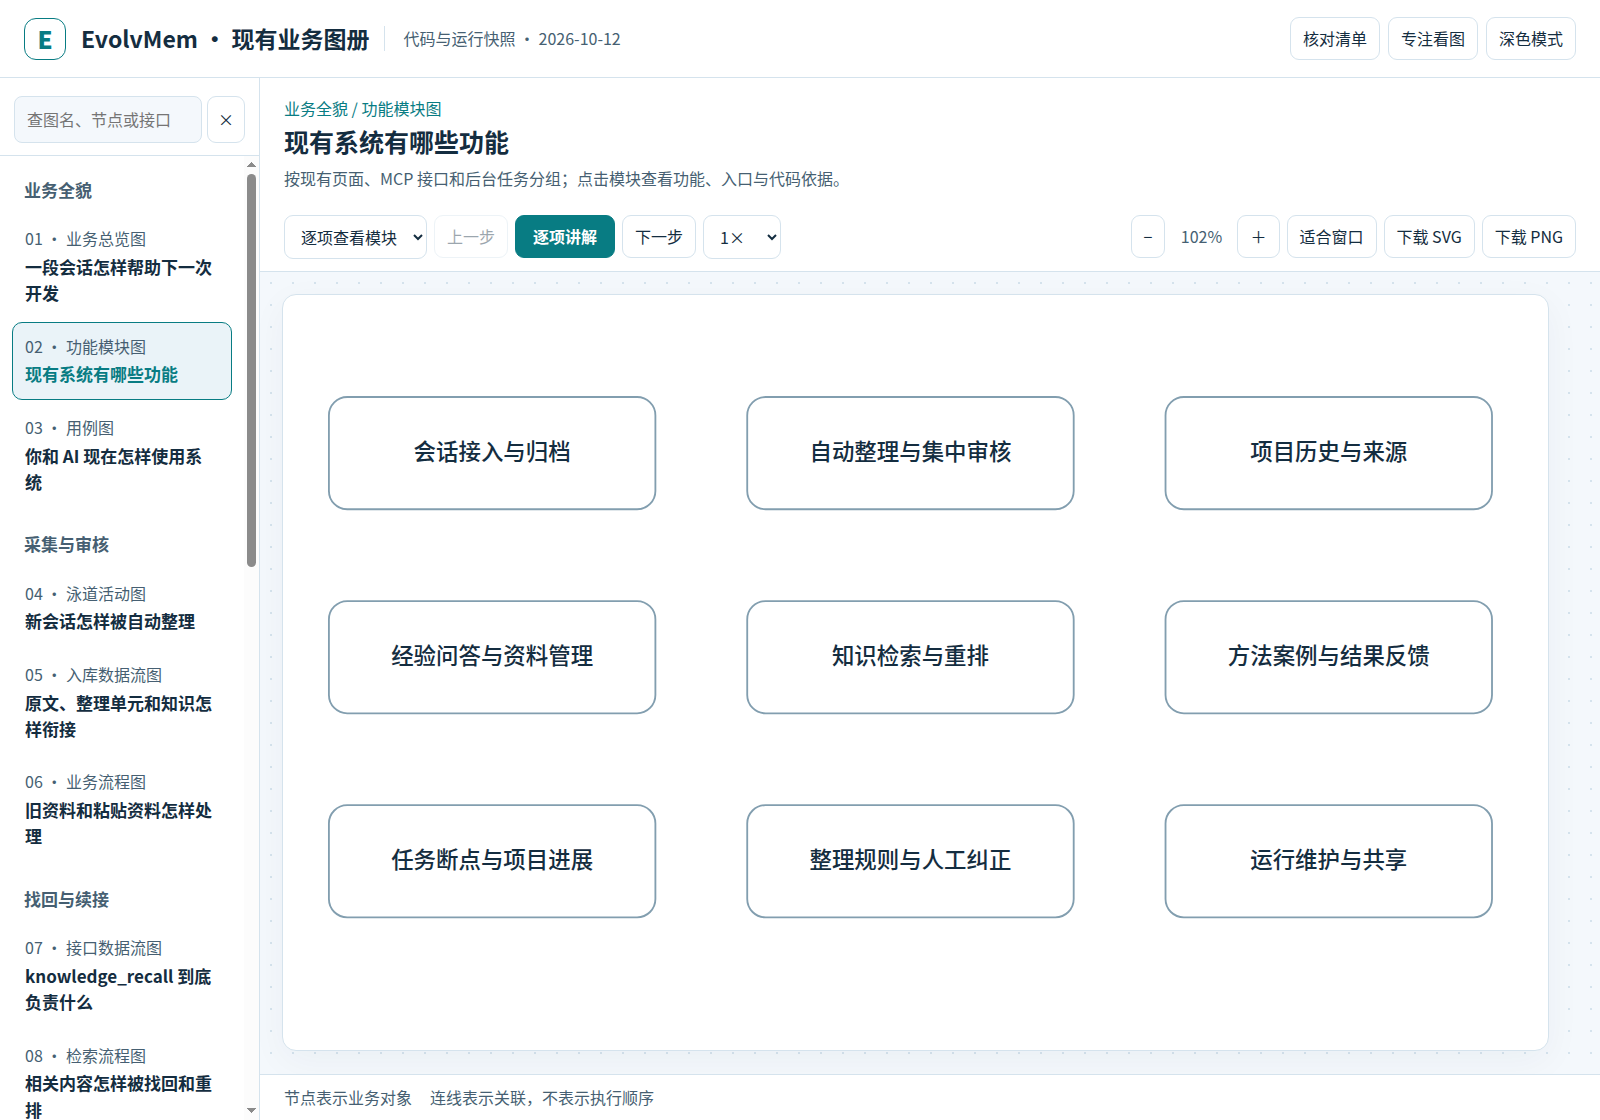 E
EvolvMem · 现有业务图册
代码与运行快照 · 2026-10-12
核对清单
专注看图
深色模式
查图名、节点或接口
×
业务全貌
01 · 业务总览图
一段会话怎样帮助下一次
开发
02 · 功能模块图
现有系统有哪些功能
03 · 用例图
你和 AI 现在怎样使用系
统
采集与审核
04 · 泳道活动图
新会话怎样被自动整理
05 · 入库数据流图
原文、整理单元和知识怎
样衔接
06 · 业务流程图
旧资料和粘贴资料怎样处
理
找回与续接
07 · 接口数据流图
knowledge_recall 到底
负责什么
08 · 检索流程图
相关内容怎样被找回和重
排
业务全貌 / 功能模块图
现有系统有哪些功能
按现有页面、MCP 接口和后台任务分组；点击模块查看功能、入口与代码依据。
逐项查看模块
上一步
逐项讲解
下一步
1×
−
102%
＋
适合窗口
下载 SVG
下载 PNG
会话接入与归档
自动整理与集中审核
项目历史与来源
经验问答与资料管理
知识检索与重排
方法案例与结果反馈
任务断点与项目进展
整理规则与人工纠正
运行维护与共享
节点表示业务对象
连线表示关联，不表示执行顺序